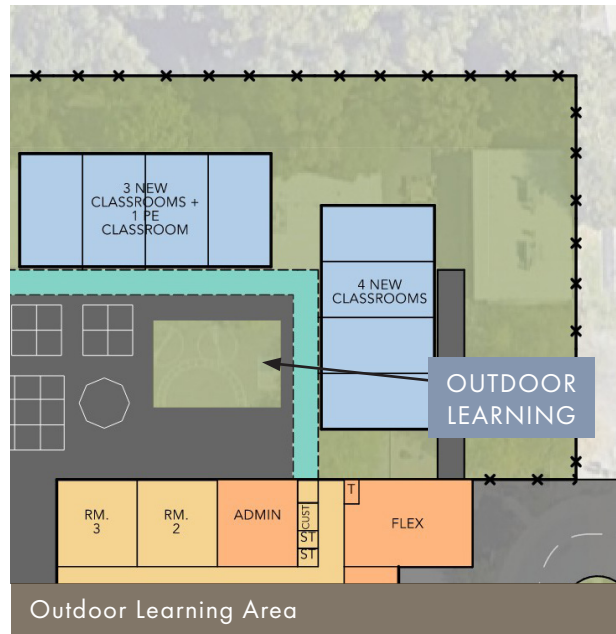 3 NEW
CLASSROOMS +
1 PE
CLASSROOM
4 NEW
CLASSROOMS
OUTDOOR
LEARNING
RM.
3
RM.
2
ADMIN
CUST
ST
ST
T
FLEX
Outdoor Learning Area